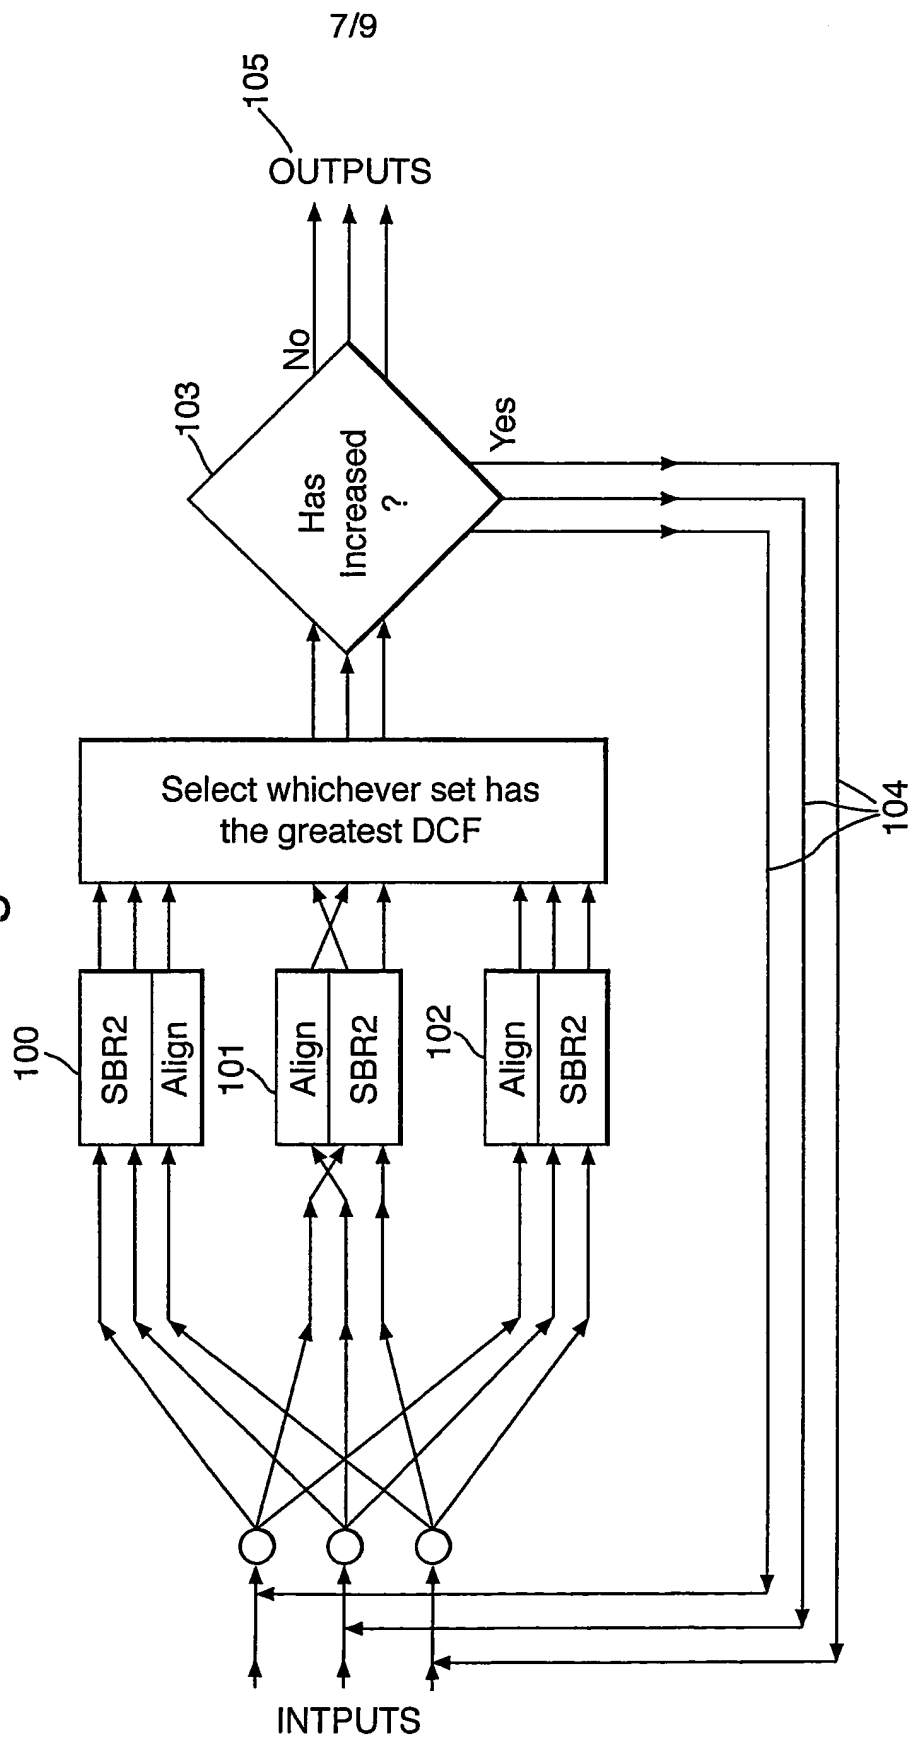 7/9
105
OUTPUTS
No
103
Has
increased
?
Yes
Select whichever set has
the greatest DCF
104
100
SBR2
Align
101
Align
SBR2
102
Align
SBR2
INTPUTS